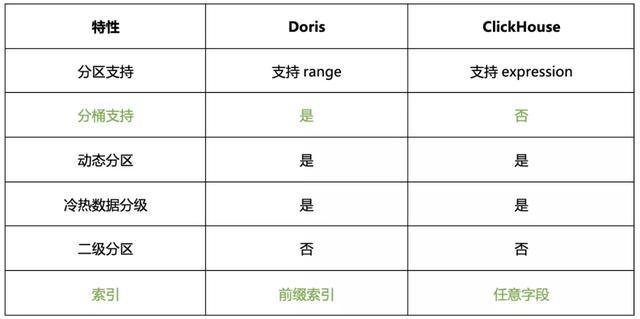 特性 Doris ClickHouse
分区支持 支持 range 支持 expression
分桶支持 是 否
动态分区 是 是
冷热数据分级 是 是
二级分区 否 否
索引 前缀索引 任意字段